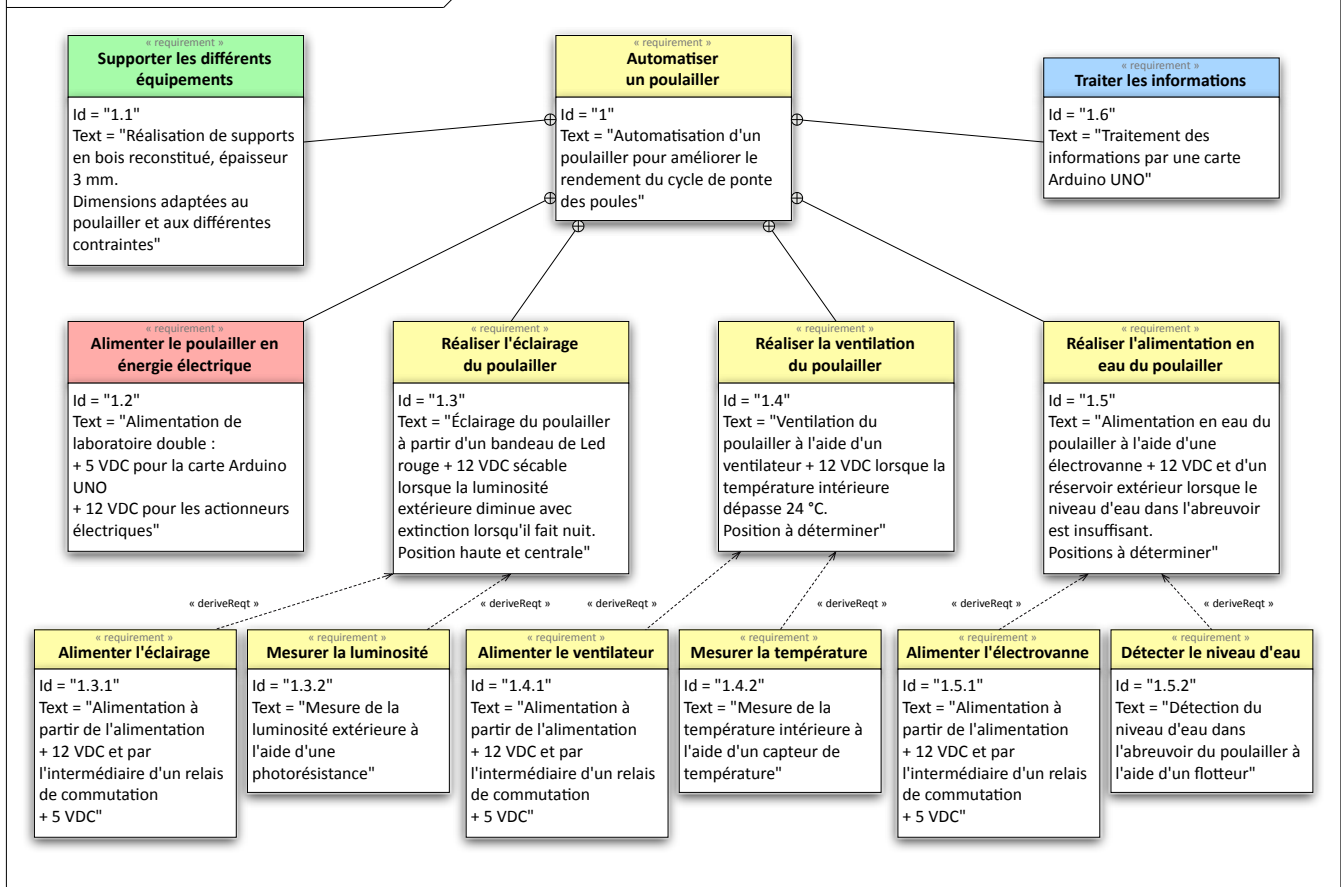 « requirement »
Supporter les différents
équipements
Id = "1.1"
Text = "Réalisation de supports
en bois reconstitué, épaisseur
3 mm.
Dimensions adaptées au
poulailler et aux différentes
contraintes"
« requirement »
Automatiser
un poulailler
Id = "1"
Text = "Automatisation d'un
poulailler pour améliorer le
rendement du cycle de ponte
des poules"
« requirement »
Traiter les informations
Id = "1.6"
Text = "Traitement des
informations par une carte
Arduino UNO"
« requirement »
Alimenter le poulailler en
énergie électrique
Id = "1.2"
Text = "Alimentation de
laboratoire double :
+ 5 VDC pour la carte Arduino
UNO
+ 12 VDC pour les actionneurs
électriques"
« requirement »
Réaliser l'éclairage
du poulailler
Id = "1.3"
Text = "Éclairage du poulailler
à partir d'un bandeau de Led
rouge + 12 VDC sécable
lorsque la luminosité
extérieure diminue avec
extinction lorsqu'il fait nuit.
Position haute et centrale"
« requirement »
Réaliser la ventilation
du poulailler
Id = "1.4"
Text = "Ventilation du
poulailler à l'aide d'un
ventilateur + 12 VDC lorsque la
température intérieure
dépasse 24 °C.
Position à déterminer"
« requirement »
Réaliser l'alimentation en
eau du poulailler
Id = "1.5"
Text = "Alimentation en eau du
poulailler à l'aide d'une
électrovanne + 12 VDC et d'un
réservoir extérieur lorsque le
niveau d'eau dans l'abreuvoir
est insuffisant.
Positions à déterminer"
« deriveReqt »
« deriveReqt »
« deriveReqt »
« deriveReqt »
« deriveReqt »
« deriveReqt »
« requirement »
Alimenter l'éclairage
Id = "1.3.1"
Text = "Alimentation à
partir de l'alimentation
+ 12 VDC et par
l'intermédiaire d'un relais
de commutation
+ 5 VDC"
« requirement »
Mesurer la luminosité
Id = "1.3.2"
Text = "Mesure de la
luminosité extérieure à
l'aide d'une
photorésistance"
« requirement »
Alimenter le ventilateur
Id = "1.4.1"
Text = "Alimentation à
partir de l'alimentation
+ 12 VDC et par
l'intermédiaire d'un relais
de commutation
+ 5 VDC"
« requirement »
Mesurer la température
Id = "1.4.2"
Text = "Mesure de la
température intérieure à
l'aide d'un capteur de
température"
« requirement »
Alimenter l'électrovanne
Id = "1.5.1"
Text = "Alimentation à
partir de l'alimentation
+ 12 VDC et par
l'intermédiaire d'un relais
de commutation
+ 5 VDC"
« requirement »
Détecter le niveau d'eau
Id = "1.5.2"
Text = "Détection du
niveau d'eau dans
l'abreuvoir du poulailler à
l'aide d'un flotteur"